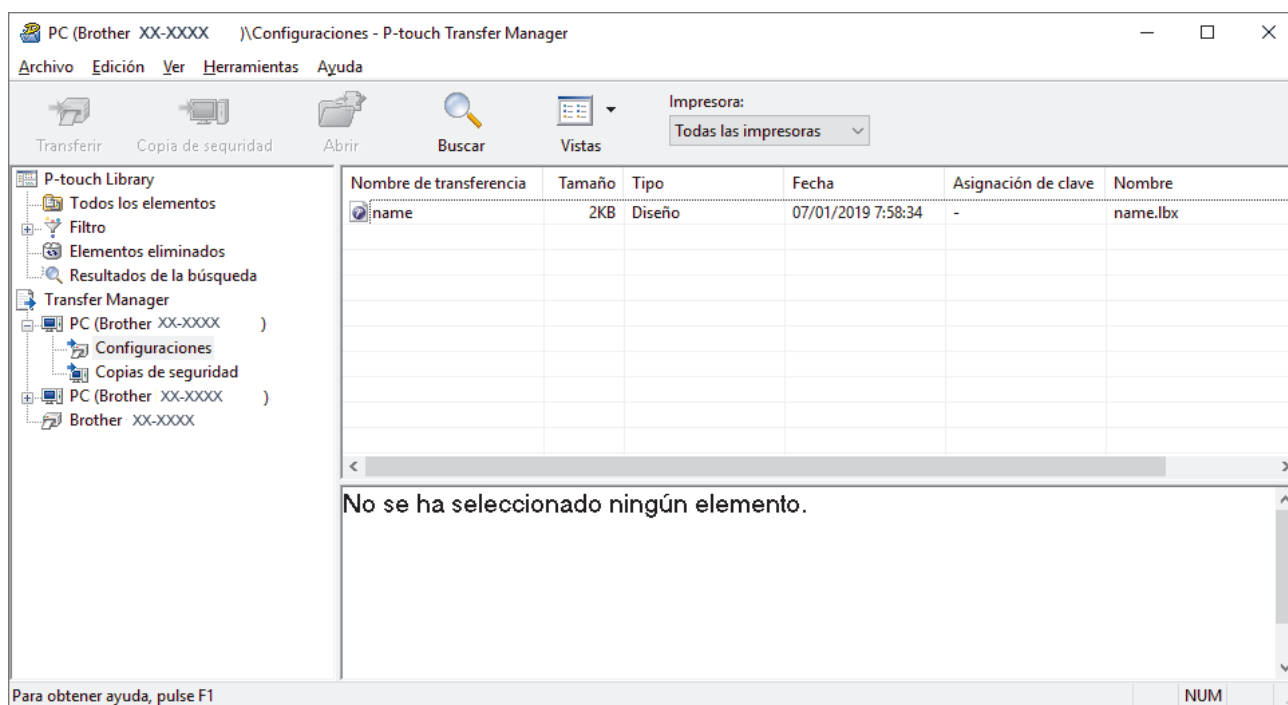 PC (Brother XX-XXXX )\Configuraciones - P-touch Transfer Manager
Archivo Edición Ver Herramientas Ayuda
Transferir Copia de seguridad Abrir Buscar Vistas
Impresora:
Todas las impresoras
P-touch Library
Todos los elementos
Filtro
Elementos eliminados
Resultados de la búsqueda
Transfer Manager
PC (Brother XX-XXXX )
Configuraciones
Copias de seguridad
PC (Brother XX-XXXX )
Brother XX-XXXX
Nombre de transferencia Tamaño Tipo Fecha Asignación de clave Nombre
name 2KB Diseño 07/01/2019 7:58:34 - name.lbx
No se ha seleccionado ningún elemento.
Para obtener ayuda, pulse F1 NUM